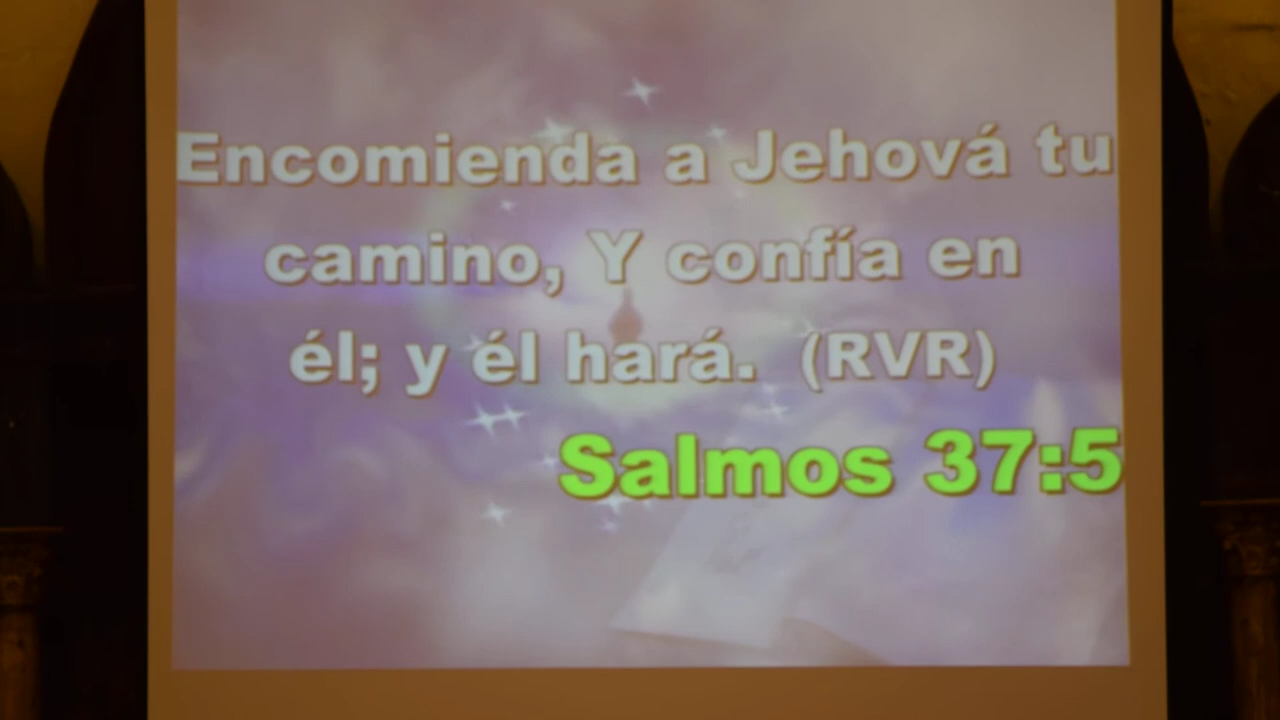 Encomienda a Jehová tu
camino, Y confía en
él; y él hará. (RVR)
Salmos 37:5